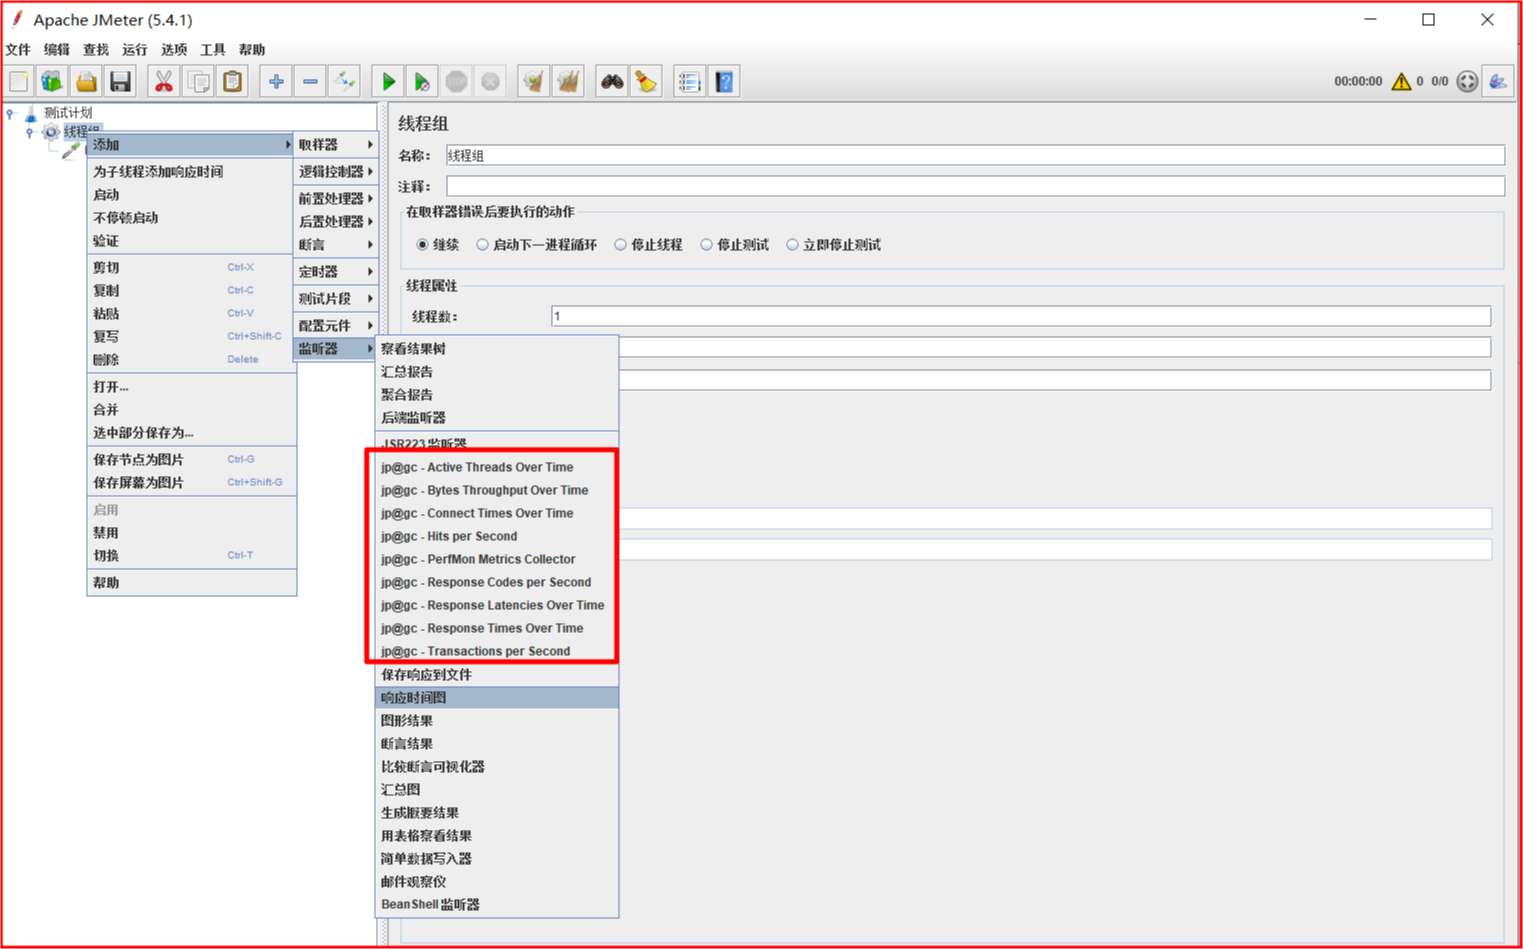 Apache JMeter (5.4.1)
文件 编辑 查找 运行 选项 工具 帮助
00:00:00 0 0/0
测试计划
线程组
添加
为子线程添加响应时间
启动
不停顿启动
验证
剪切 Ctrl-X
复制 Ctrl-C
粘贴 Ctrl-V
复写 Ctrl+Shift-C
删除 Delete
打开...
合并
选中部分保存为...
保存节点为图片 Ctrl-G
保存屏幕为图片 Ctrl+Shift-G
启用
禁用
切换 Ctrl-T
帮助
取样器
逻辑控制器
前置处理器
后置处理器
断言
定时器
测试片段
配置元件
监听器
察看结果树
汇总报告
聚合报告
后端监听器
JSR223 监听器
jp@gc - Active Threads Over Time
jp@gc - Bytes Throughput Over Time
jp@gc - Connect Times Over Time
jp@gc - Hits per Second
jp@gc - PerfMon Metrics Collector
jp@gc - Response Codes per Second
jp@gc - Response Latencies Over Time
jp@gc - Response Times Over Time
jp@gc - Transactions per Second
保存响应到文件
响应时间图
图形结果
断言结果
比较断言可视化器
汇总图
生成概要结果
用表格察看结果
简单数据写入器
邮件观察仪
BeanShell 监听器
线程组
名称： 线程组
注释：
在取样器错误后要执行的动作
继续 启动下一进程循环 停止线程 停止测试 立即停止测试
线程属性
线程数： 1